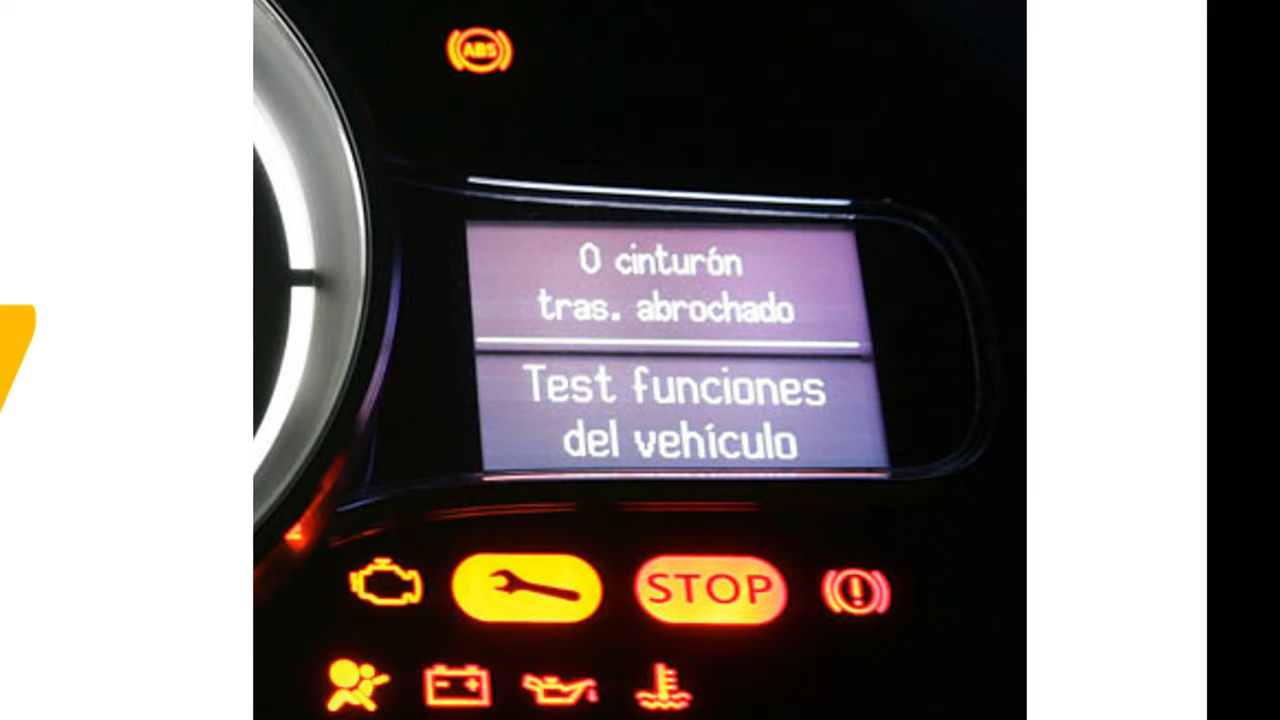 ABS
0 cinturón
tras. abrochado
Test funciones
del vehículo
STOP